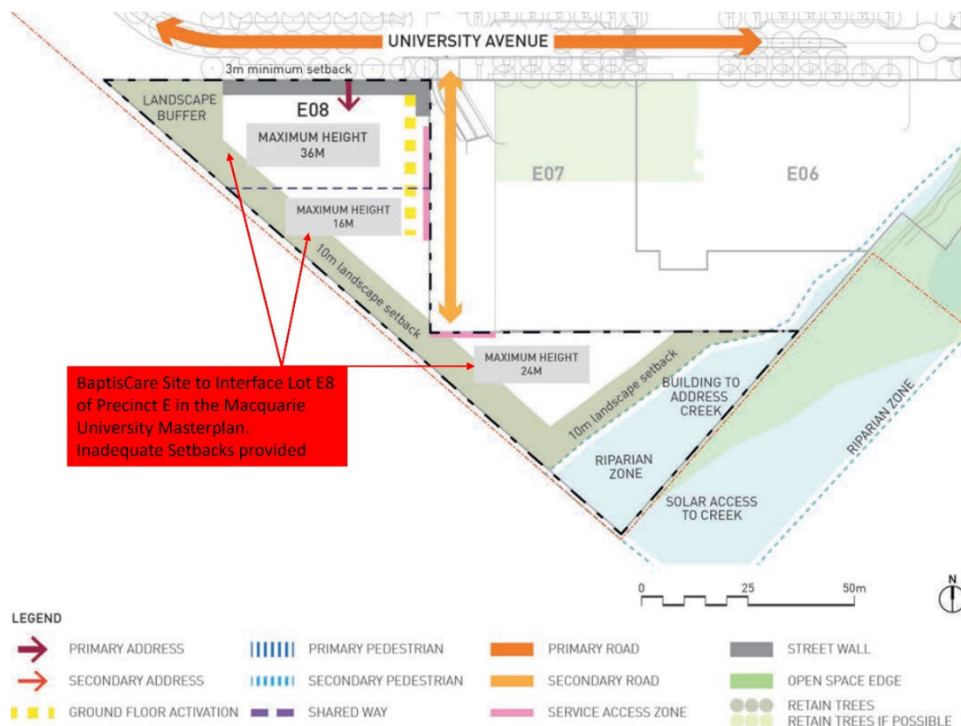 UNIVERSITY AVENUE
3m minimum setback
LANDSCAPE
BUFFER
E08
MAXIMUM HEIGHT
36M
E07
E06
MAXIMUM HEIGHT
16M
10m landscape setback
MAXIMUM HEIGHT
24M
10m landscape setback
BUILDING TO
ADDRESS
CREEK
RIPARIAN
ZONE
RIPARIAN ZONE
SOLAR ACCESS
TO CREEK
BaptisCare Site to Interface Lot E8
of Precinct E in the Macquarie
University Masterplan.
Inadequate Setbacks provided
0 25 50m
N
LEGEND
PRIMARY ADDRESS
PRIMARY PEDESTRIAN
PRIMARY ROAD
STREET WALL
SECONDARY ADDRESS
SECONDARY PEDESTRIAN
SECONDARY ROAD
OPEN SPACE EDGE
GROUND FLOOR ACTIVATION
SHARED WAY
SERVICE ACCESS ZONE
RETAIN TREES
RETAIN TREES IF POSSIBLE